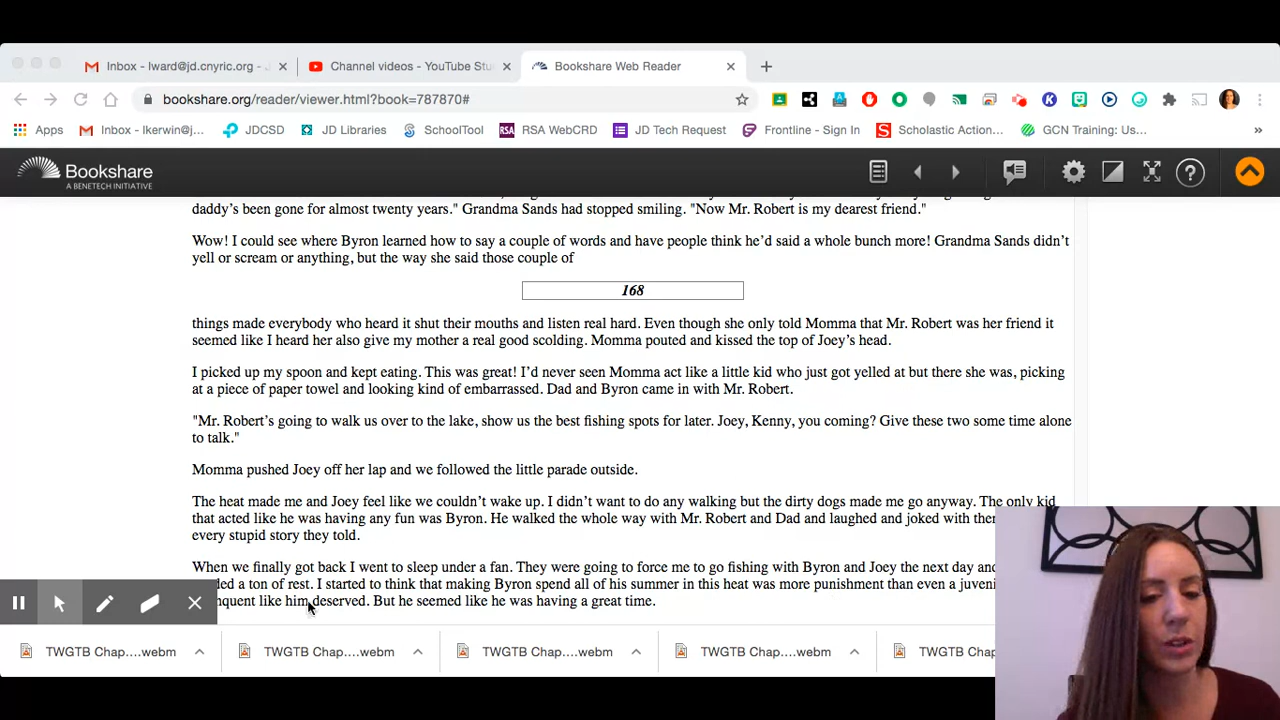 Inbox - lward@jd.cnyric.org - J
Channel videos - YouTube Stu
Bookshare Web Reader
bookshare.org/reader/viewer.html?book=787870#
Apps
Inbox - lkerwin@j...
JDCSD
JD Libraries
SchoolTool
RSA WebCRD
JD Tech Request
Frontline - Sign In
Scholastic Action...
GCN Training: Us...
Bookshare
A BENETECH INITIATIVE
daddy's been gone for almost twenty years." Grandma Sands had stopped smiling. "Now Mr. Robert is my dearest friend."
Wow! I could see where Byron learned how to say a couple of words and have people think he'd said a whole bunch more! Grandma Sands didn't
yell or scream or anything, but the way she said those couple of
168
things made everybody who heard it shut their mouths and listen real hard. Even though she only told Momma that Mr. Robert was her friend it
seemed like I heard her also give my mother a real good scolding. Momma pouted and kissed the top of Joey's head.
I picked up my spoon and kept eating. This was great! I'd never seen Momma act like a little kid who just got yelled at but there she was, picking
at a piece of paper towel and looking kind of embarrassed. Dad and Byron came in with Mr. Robert.
"Mr. Robert's going to walk us over to the lake, show us the best fishing spots for later. Joey, Kenny, you coming? Give these two some time alone
to talk."
Momma pushed Joey off her lap and we followed the little parade outside.
The heat made me and Joey feel like we couldn't wake up. I didn't want to do any walking but the dirty dogs made me go anyway. The only kid
that acted like he was having any fun was Byron. He walked the whole way with Mr. Robert and Dad and laughed and joked with
every stupid story they told.
When we finally got back I went to sleep under a fan. They were going to force me to go fishing with Byron and Joey the next day
a ton of rest. I started to think that making Byron spend all of his summer in this heat was more punishment than even a
like him deserved. But he seemed like he was having a great time.
TWGTB Chap....webm
TWGTB Chap....webm
TWGTB Chap....webm
TWGTB Chap....webm
TWGTB Chap